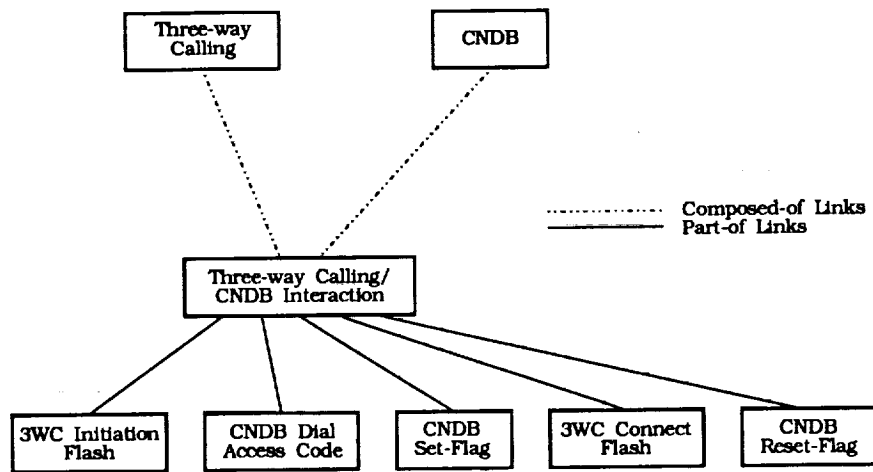 Three-way
Calling
CNDB
Composed-of Links
Part-of Links
Three-way Calling/
CNDB Interaction
3WC Initiation
Flash
CNDB Dial
Access Code
CNDB
Set-Flag
3WC Connect
Flash
CNDB
Reset-Flag